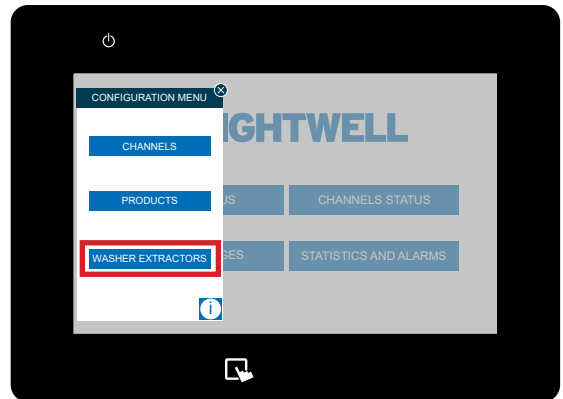 CONFIGURATION MENU
IGHTWELL
CHANNELS
PRODUCTS
US
CHANNELS STATUS
WASHER EXTRACTORS
GES
STATISTICS AND ALARMS
i